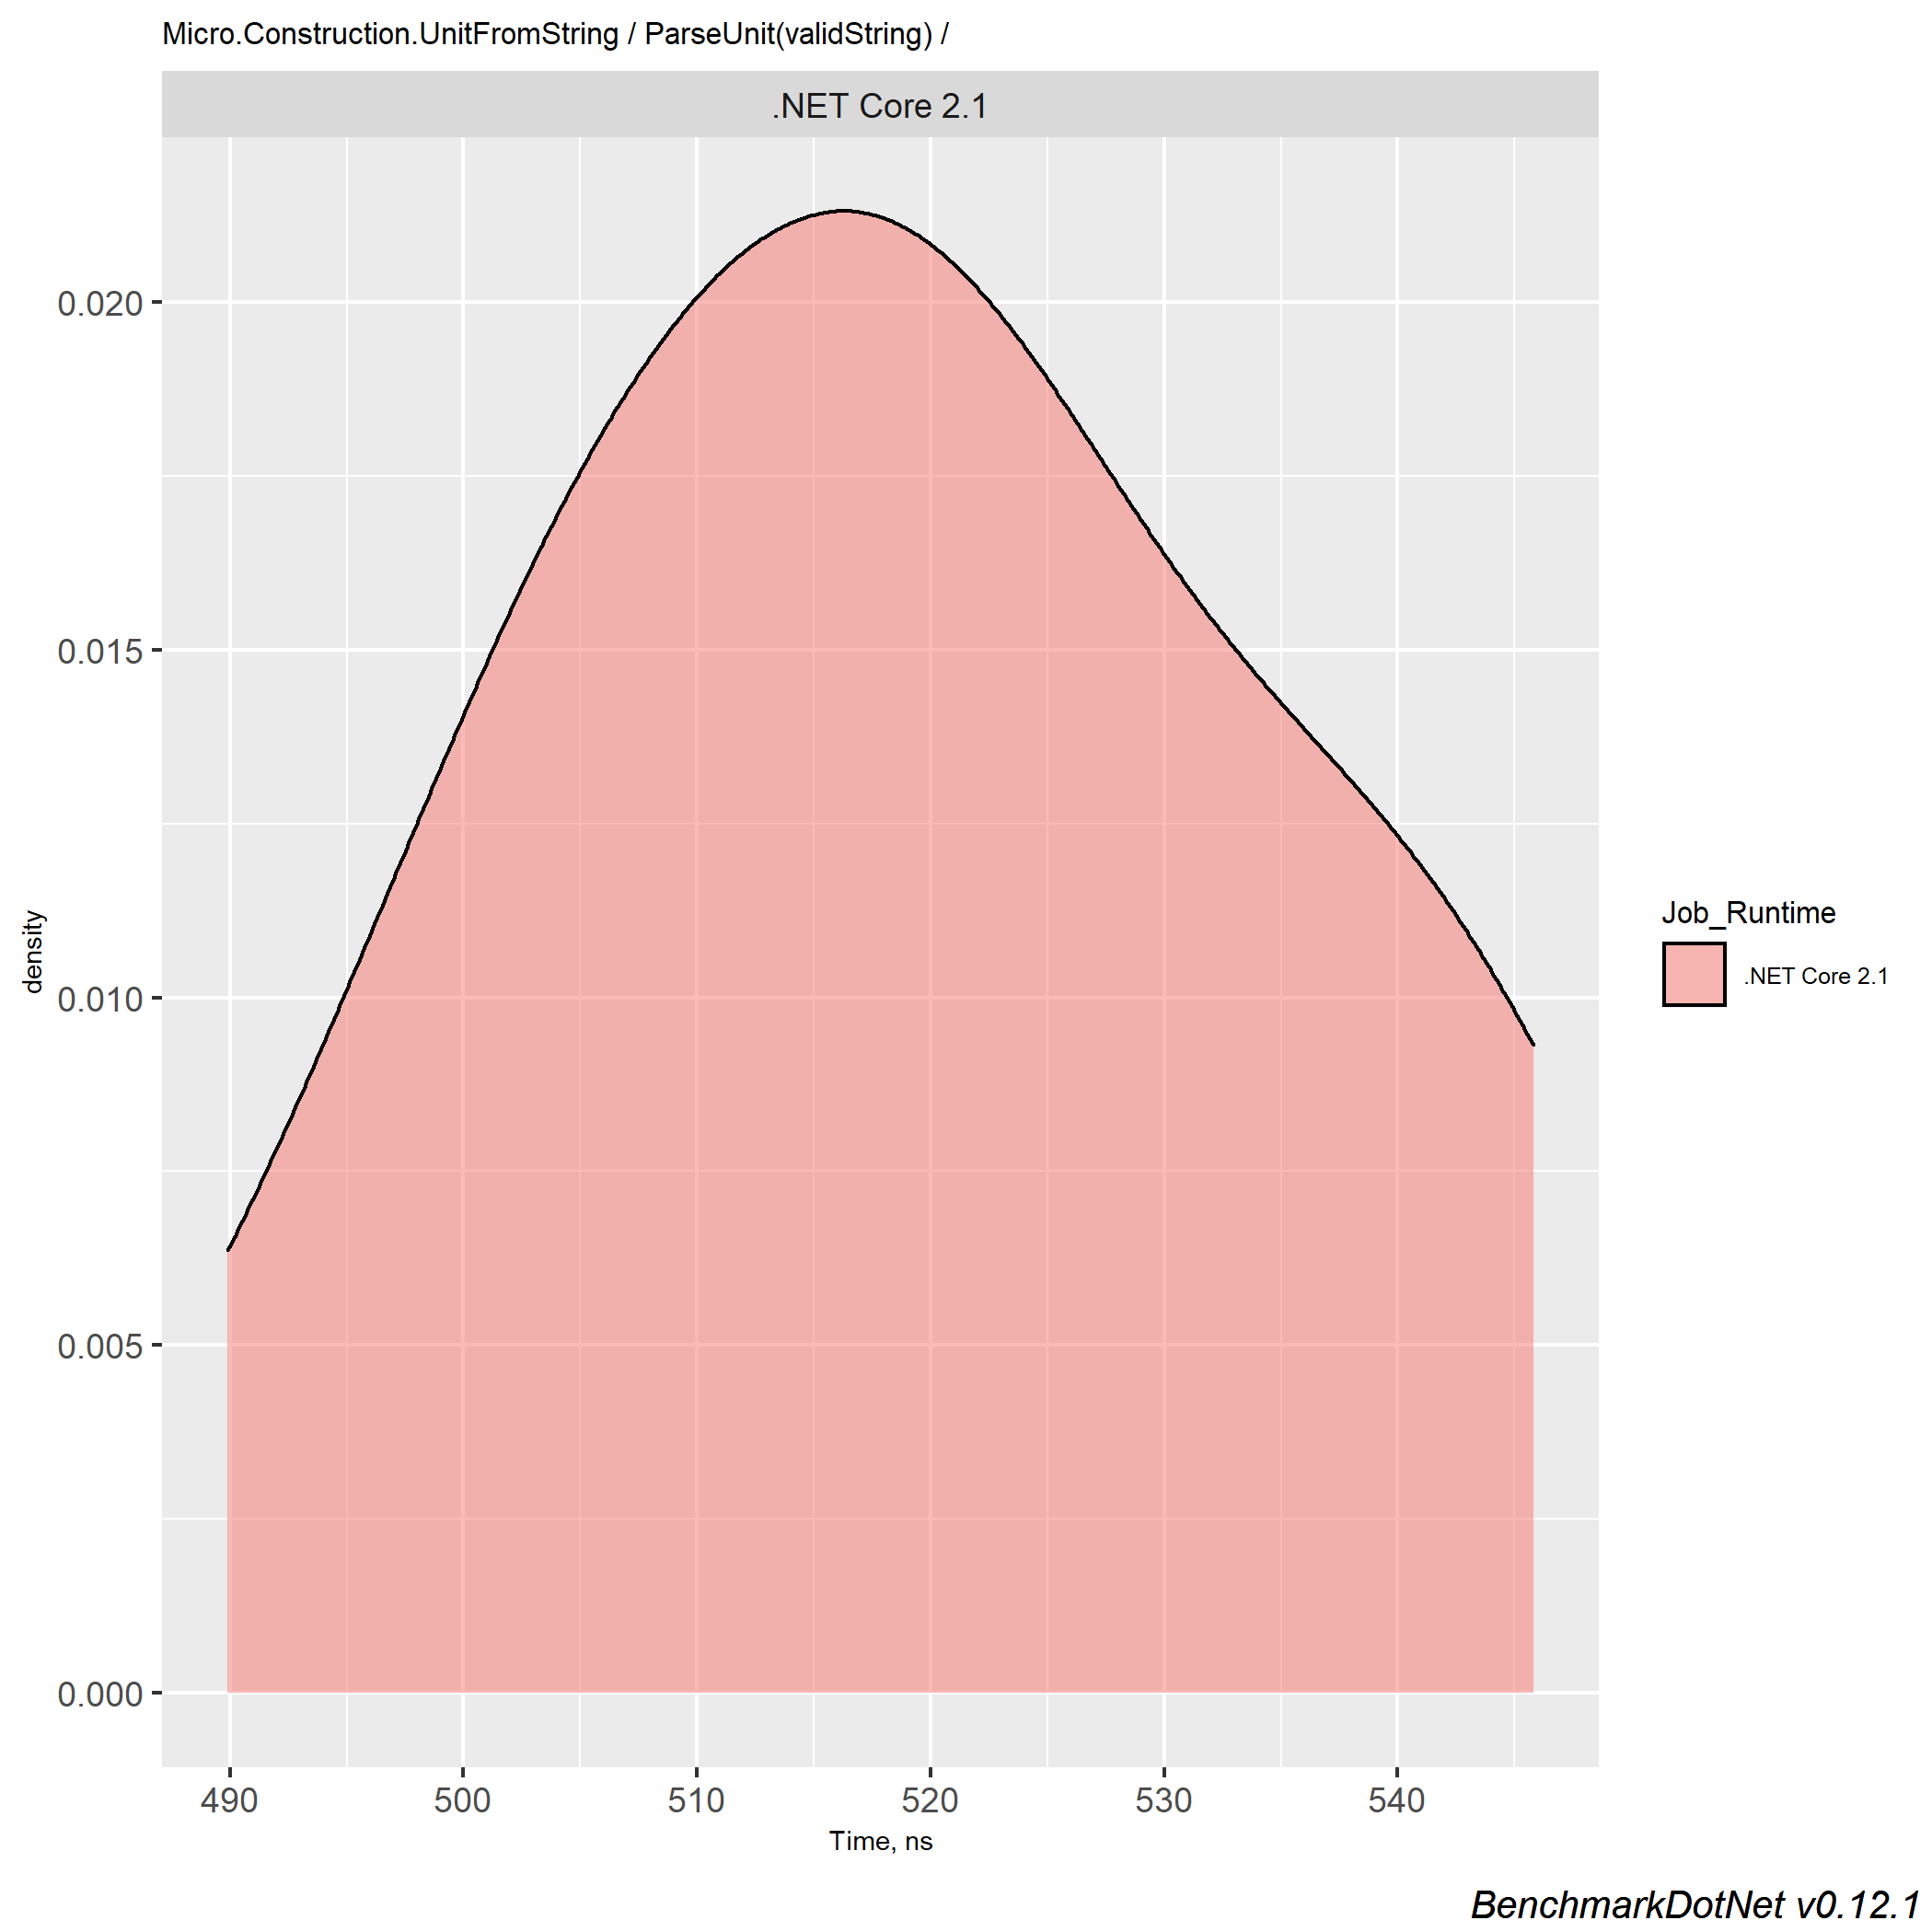 Micro.Construction.UnitFromString / ParseUnit(validString) /
.NET Core 2.1
0.020
0.015
0.010
0.005
0.000
density
490 500 510 520 530 540
Time, ns
Job_Runtime
.NET Core 2.1
BenchmarkDotNet v0.12.1